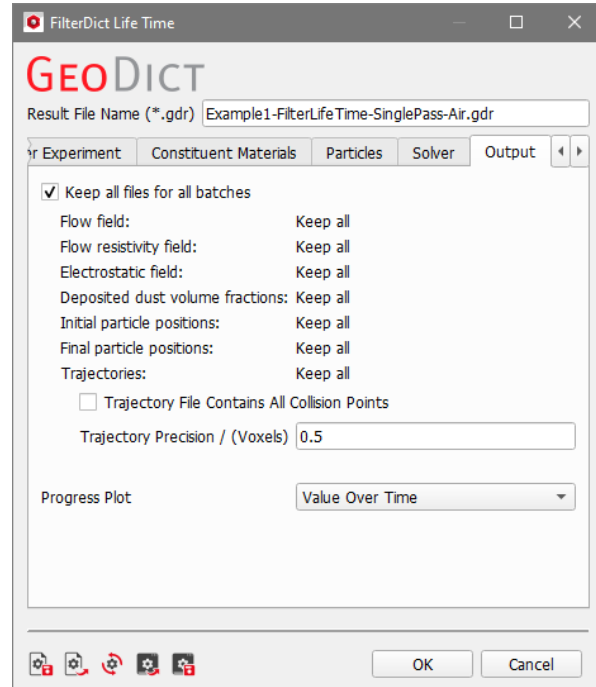 FilterDict Life Time
GEODICT
Result File Name (*.gdr) Example1-FilterLifeTime-SinglePass-Air.gdr
er Experiment Constituent Materials Particles Solver Output
Keep all files for all batches
Flow field: Keep all
Flow resistivity field: Keep all
Electrostatic field: Keep all
Deposited dust volume fractions: Keep all
Initial particle positions: Keep all
Final particle positions: Keep all
Trajectories: Keep all
Trajectory File Contains All Collision Points
Trajectory Precision / (Voxels) 0.5
Progress Plot Value Over Time
OK Cancel